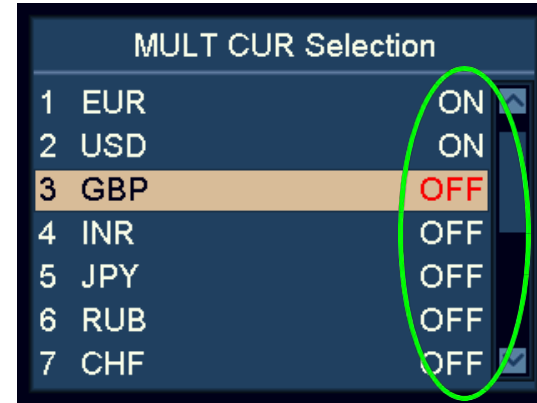 MULT CUR Selection
1 EUR ON
2 USD ON
3 GBP OFF
4 INR OFF
5 JPY OFF
6 RUB OFF
7 CHF OFF